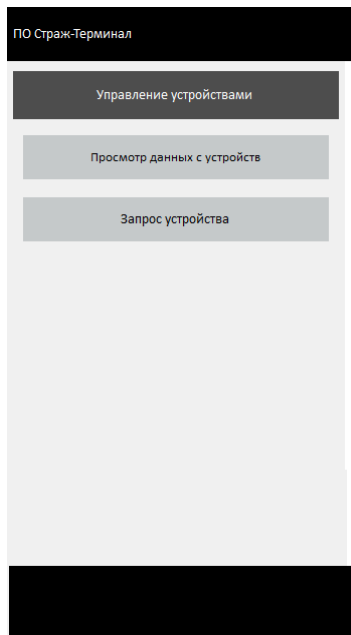 ПО Страж-Терминал
Управление устройствами
Просмотр данных с устройств
Запрос устройства